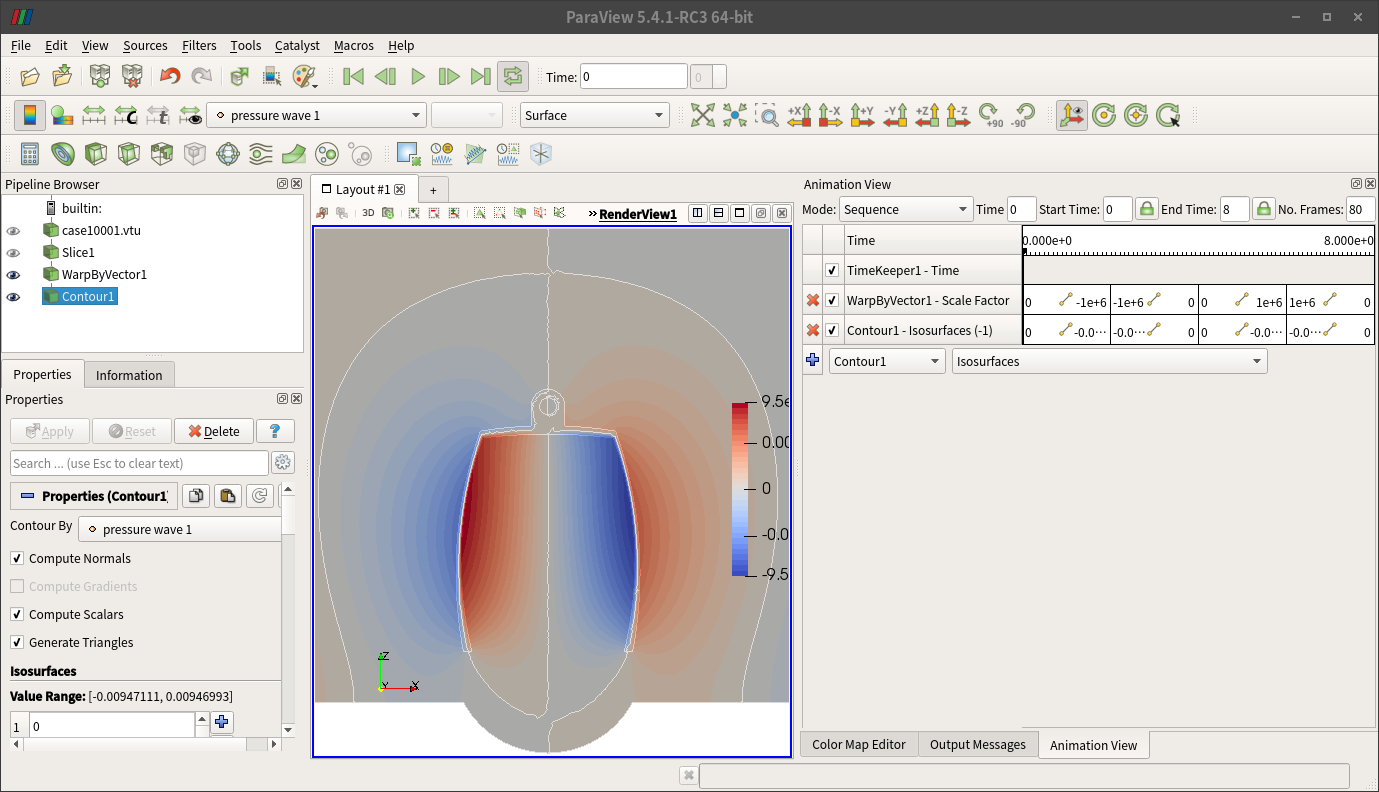 ParaView 5.4.1-RC3 64-bit
File Edit View Sources Filters Tools Catalyst Macros Help
Time: 0 0
C t pressure wave 1 Surface +X -X +Y -Y +Z -Z +90 -90
Pipeline Browser
builtin:
case10001.vtu
Slice1
WarpByVector1
Contour1
Properties Information
Properties
Apply Reset Delete ?
Search ... (use Esc to clear text)
Properties (Contour1)
Contour By pressure wave 1
Compute Normals
Compute Gradients
Compute Scalars
Generate Triangles
Isosurfaces
Value Range: [-0.00947111, 0.00946993]
1 0
Layout #1 +
3D » RenderView1
9.5e
0.00
0
-0.0
-9.5
Z
Y X
Animation View
Mode: Sequence Time 0 Start Time: 0 End Time: 8 No. Frames: 80
Time 0.000e+0 8.000e+0
TimeKeeper1 - Time
WarpByVector1 - Scale Factor 0 -1e+6 -1e+6 0 0 1e+6 1e+6 0
Contour1 - Isosurfaces (-1) 0 -0.0··· -0.0··· 0 0 -0.0··· -0.0··· 0
Contour1 Isosurfaces
Color Map Editor Output Messages Animation View